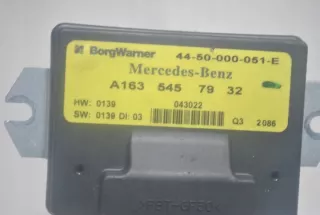 BorgWarner 44-50-000-051-E
Mercedes-Benz
A163 545 79 32
HW: 0139 043022
SW: 0139 DI: 03 Q3 2086